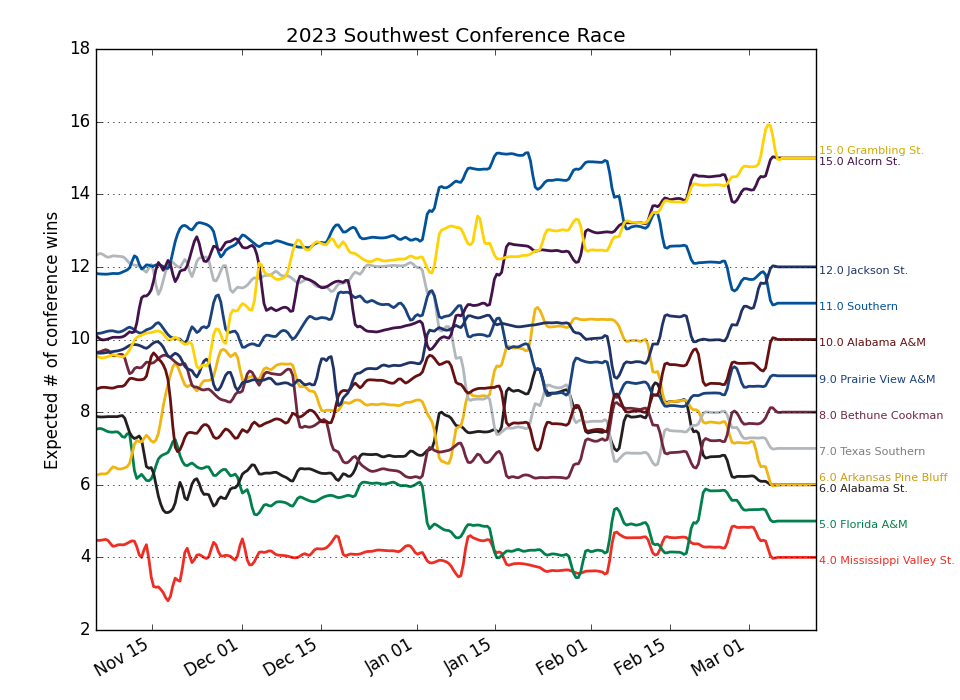 2023 Southwest Conference Race
Expected # of conference wins
18
16
14
12
10
8
6
4
2
Nov 15
Dec 01
Dec 15
Jan 01
Jan 15
Feb 01
Feb 15
Mar 01
15.0 Grambling St.
15.0 Alcorn St.
12.0 Jackson St.
11.0 Southern
10.0 Alabama A&M
9.0 Prairie View A&M
8.0 Bethune Cookman
7.0 Texas Southern
6.0 Arkansas Pine Bluff
6.0 Alabama St.
5.0 Florida A&M
4.0 Mississippi Valley St.